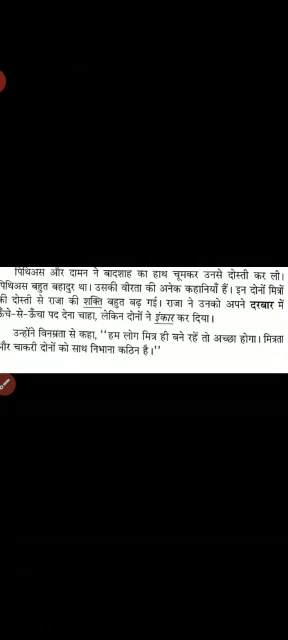 पिथिअस और दामन ने बादशाह का हाथ चूमकर उनसे दोस्ती कर ली।
पिथिअस बहुत बहादुर था। उसकी वीरता की अनेक कहानियाँ हैं। इन दोनों मित्रों
की दोस्ती से राजा की शक्ति बहुत बढ़ गई। राजा ने उनको अपने दरबार में
ऊँचे-से-ऊँचा पद देना चाहा, लेकिन दोनों ने इंकार कर दिया।
उन्होंने विनम्रता से कहा, ‘‘हम लोग मित्र ही बने रहें तो अच्छा होगा। मित्रता
और चाकरी दोनों को साथ निभाना कठिन है।’’